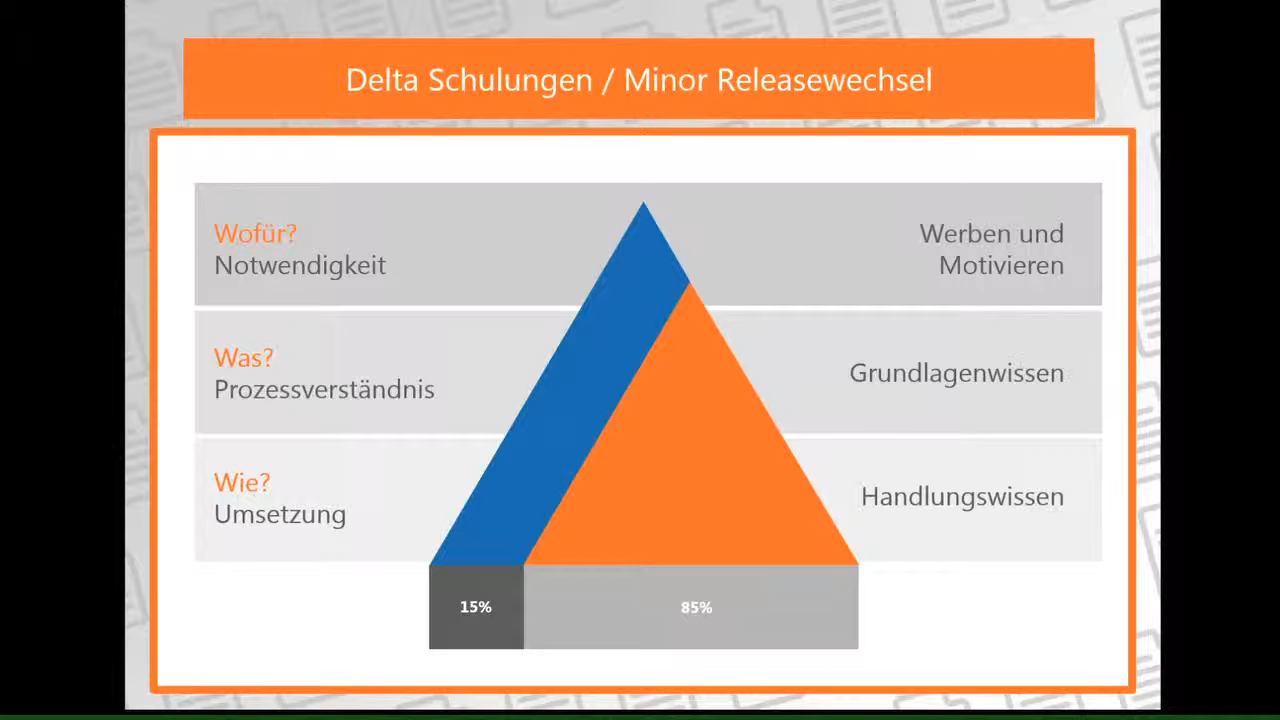 Delta Schulungen / Minor Releasewechsel
Wofür?
Notwendigkeit
Werben und
Motivieren
Was?
Prozessverständnis
Grundlagenwissen
Wie?
Umsetzung
Handlungswissen
15%
85%